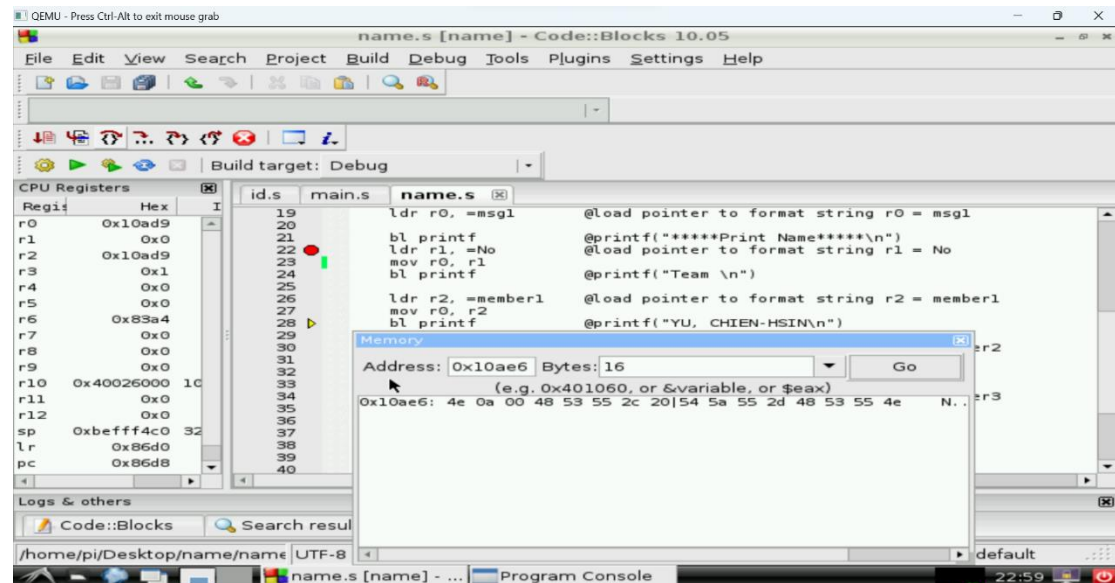 QEMU - Press Ctrl-Alt to exit mouse grab
name.s [name] - Code::Blocks 10.05
File Edit View Search Project Build Debug Tools Plugins Settings Help
Build target: Debug
CPU Registers
id.s main.s name.s
Regis Hex I
r0 0x10ad9
r1 0x0
r2 0x10ad9
r3 0x1
r4 0x0
r5 0x0
r6 0x83a4
r7 0x0
r8 0x0
r9 0x0
r10 0x40026000 10
r11 0x0
r12 0x0
sp 0xbefff4c0 32
lr 0x86d0
pc 0x86d8
19 ldr r0, =msg1 @load pointer to format string r0 = msg1
20
21 bl printf @printf("*****Print Name*****\n")
22 ldr r1, =No @load pointer to format string r1 = No
23 mov r0, r1
24 bl printf @printf("Team \n")
25
26 ldr r2, =member1 @load pointer to format string r2 = member1
27 mov r0, r2
28 bl printf @printf("YU, CHIEN-HSIN\n")
29
30 er2
31
32
33
34 er3
35
36
37
38
39
40
Memory
Address: 0x10ae6 Bytes: 16 Go
(e.g. 0x401060, or &variable, or $eax)
0x10ae6: 4e 0a 00 48 53 55 2c 20|54 5a 55 2d 48 53 55 4e N..
Logs & others
Code::Blocks Search resul
/home/pi/Desktop/name/name UTF-8 default
name.s [name] - ... Program Console 22:59